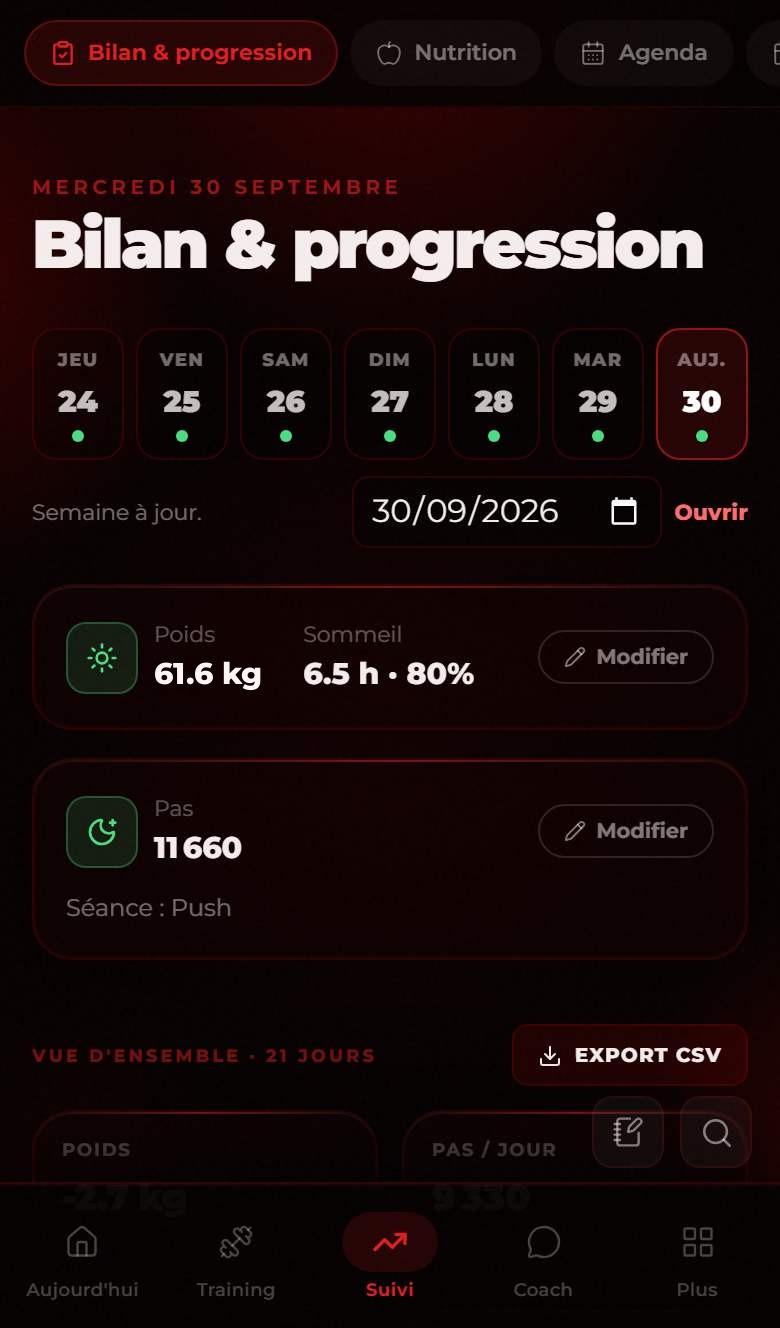 Bilan & progression Nutrition Agenda
MERCREDI 30 SEPTEMBRE
Bilan & progression
JEU VEN SAM DIM LUN MAR AUJ.
24 25 26 27 28 29 30
Semaine à jour. 30/09/2026 Ouvrir
Poids Sommeil
61.6 kg 6.5 h • 80% Modifier
Pas
11 660 Modifier
Séance : Push
VUE D'ENSEMBLE · 21 JOURS EXPORT CSV
POIDS PAS / JOUR
-2.7 kg 9 330
Aujourd'hui Training Suivi Coach Plus